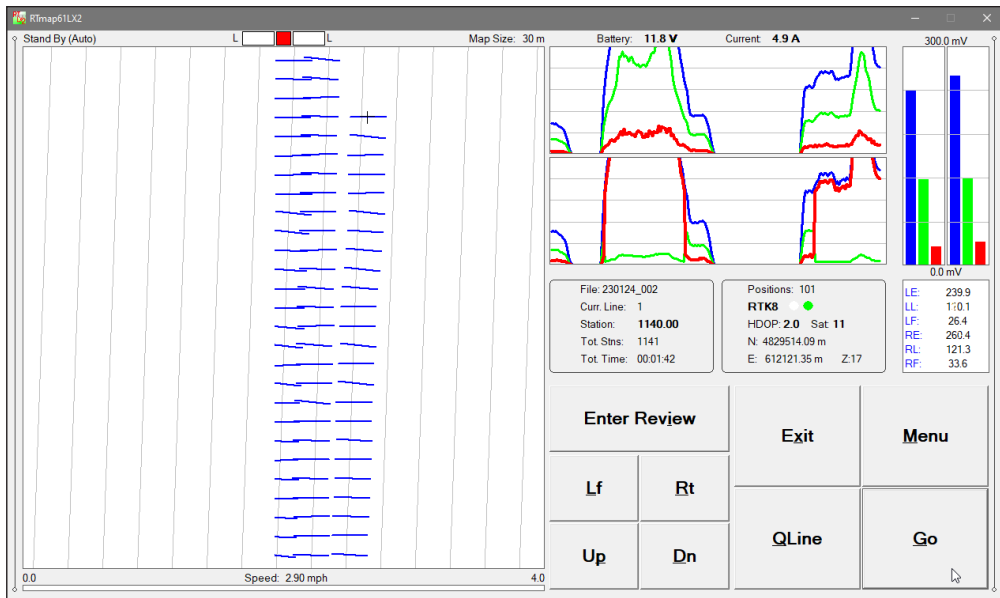 RTmap61LX2
Stand By (Auto)
L
L
Map Size: 30 m
Battery: 11.8 V
Current: 4.9 A
300.0 mV
0.0 mV
File: 230124_002
Curr. Line: 1
Station: 1140.00
Tot. Stns: 1141
Tot. Time: 00:01:42
Positions: 101
RTK8
HDOP: 2.0 Sat: 11
N: 4829514.09 m
E: 612121.35 m Z:17
LE: 239.9
LL: 110.1
LF: 26.4
RE: 260.4
RL: 121.3
RF: 33.6
Enter Review
Exit
Menu
Lf
Rt
Up
Dn
QLine
Go
0.0
Speed: 2.90 mph
4.0